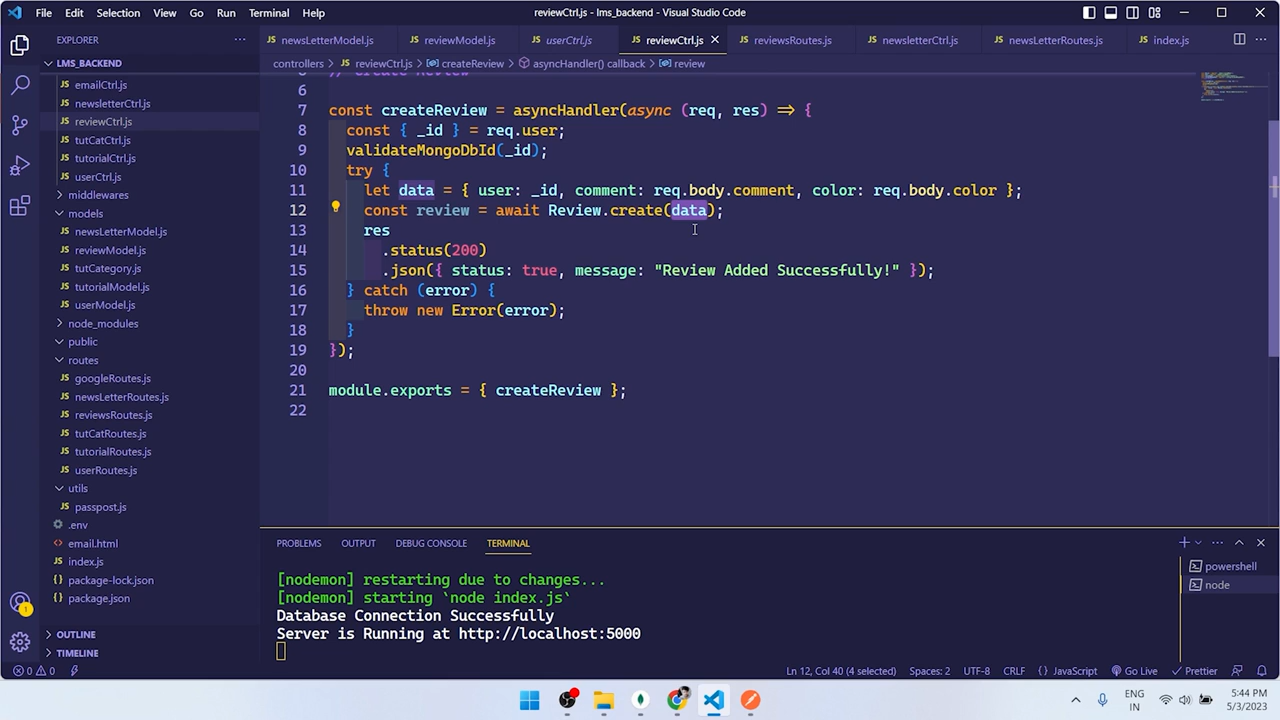 File Edit Selection View Go Run Terminal Help
reviewCtrl.js - lms_backend - Visual Studio Code
EXPLORER
newsLetterModel.js reviewModel.js userCtrl.js reviewCtrl.js reviewsRoutes.js newsletterCtrl.js newsLetterRoutes.js index.js
LMS_BACKEND
emailCtrl.js
newsletterCtrl.js
reviewCtrl.js
tutCatCtrl.js
tutorialCtrl.js
userCtrl.js
middlewares
models
newsLetterModel.js
reviewModel.js
tutCategory.js
tutorialModel.js
userModel.js
node_modules
public
routes
googleRoutes.js
newsLetterRoutes.js
reviewsRoutes.js
tutCatRoutes.js
tutorialRoutes.js
userRoutes.js
utils
passpost.js
.env
email.html
index.js
package-lock.json
package.json
OUTLINE
TIMELINE
controllers > reviewCtrl.js > createReview > asyncHandler() callback > review
// Create Review
6
7 const createReview = asyncHandler(async (req, res) => {
8 const { _id } = req.user;
9 validateMongoDbId(_id);
10 try {
11 let data = { user: _id, comment: req.body.comment, color: req.body.color };
12 const review = await Review.create(data);
13 res
14 .status(200)
15 .json({ status: true, message: "Review Added Successfully!" });
16 } catch (error) {
17 throw new Error(error);
18 }
19 });
20
21 module.exports = { createReview };
22
PROBLEMS OUTPUT DEBUG CONSOLE TERMINAL
[nodemon] restarting due to changes...
[nodemon] starting `node index.js`
Database Connection Successfully
Server is Running at http://localhost:5000
powershell
node
0 0 Ln 12, Col 40 (4 selected) Spaces: 2 UTF-8 CRLF {} JavaScript Go Live Prettier
ENG
IN
5:44 PM
5/3/2023